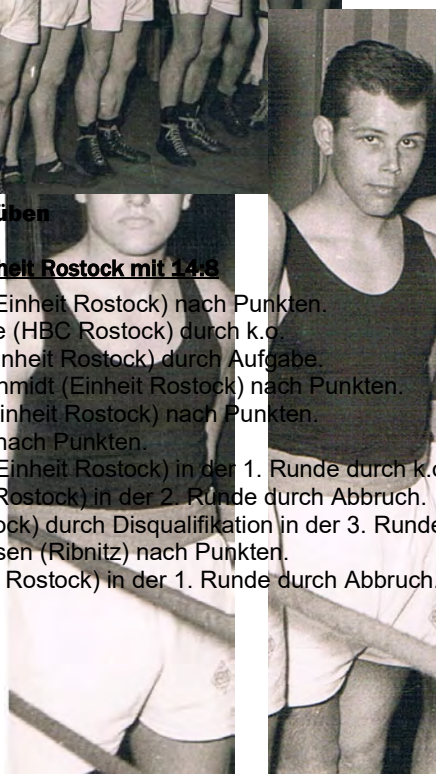 üben
heit Rostock mit 14:8
Einheit Rostock) nach Punkten.
e (HBC Rostock) durch k.o.
nheit Rostock) durch Aufgabe.
hmidt (Einheit Rostock) nach Punkten.
inheit Rostock) nach Punkten.
nach Punkten.
Einheit Rostock) in der 1. Runde durch k.o
Rostock) in der 2. Runde durch Abbruch.
ock) durch Disqualifikation in der 3. Runde
sen (Ribnitz) nach Punkten.
Rostock) in der 1. Runde durch Abbruch.